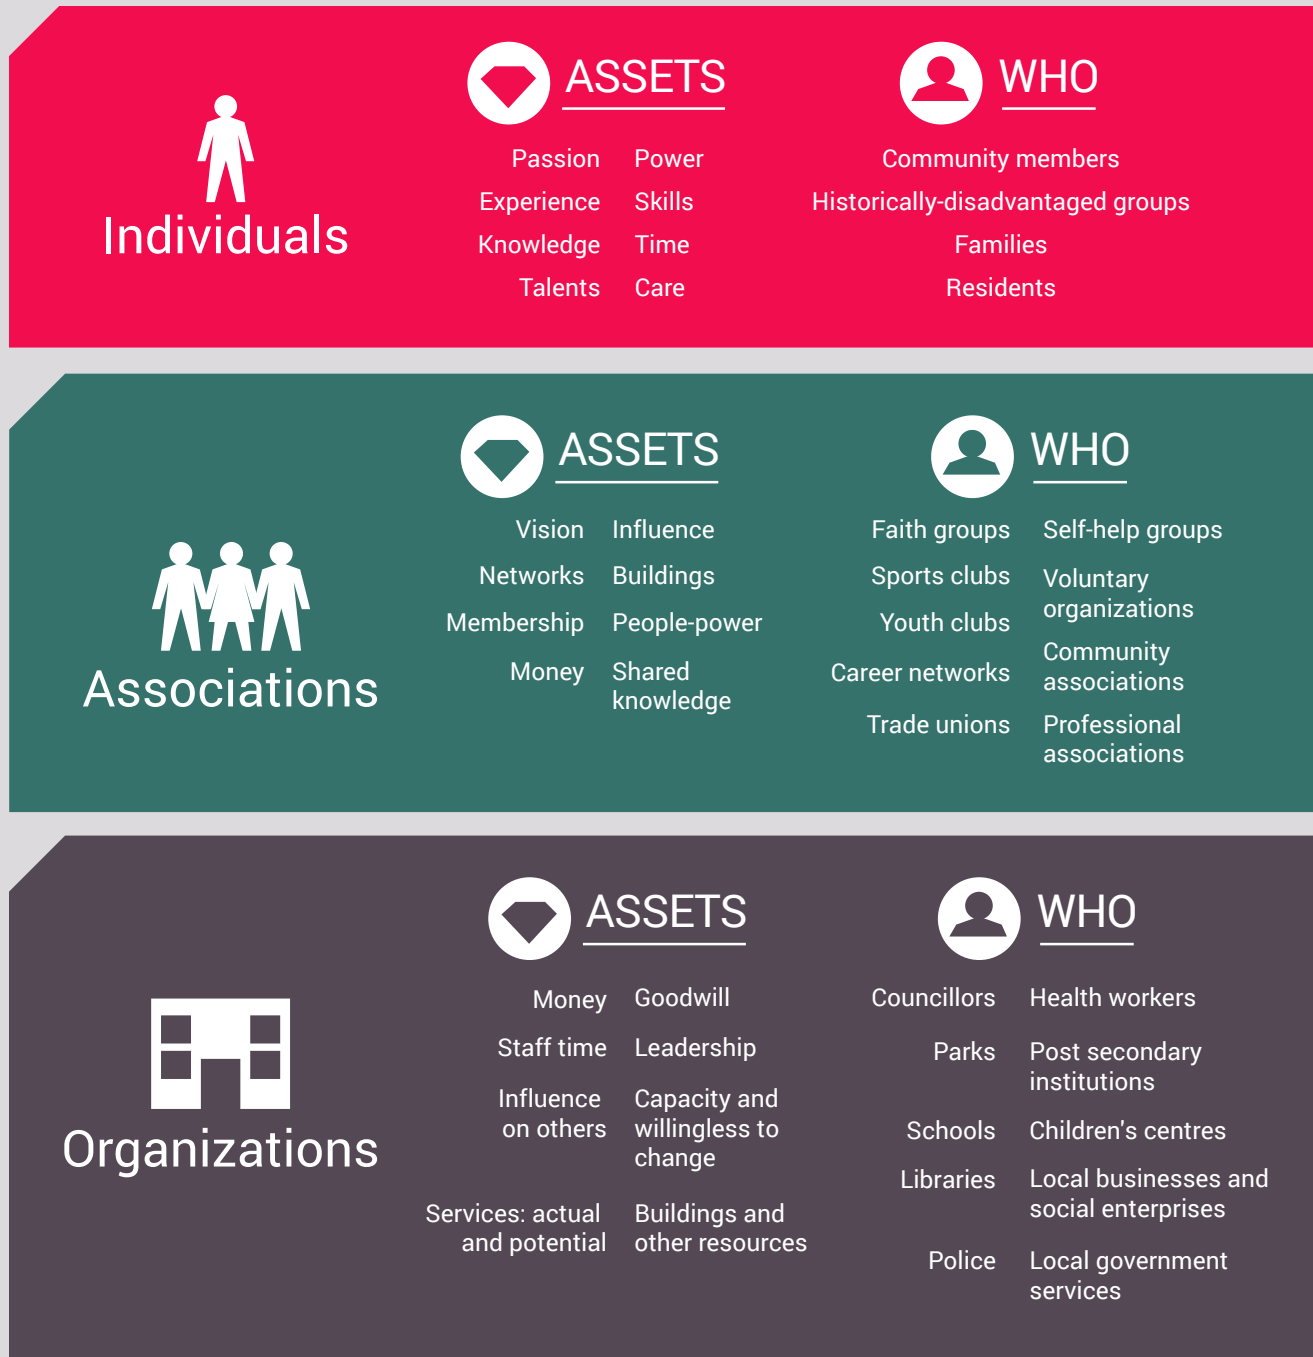 ASSETS
WHO
Individuals
Passion Power
Experience Skills
Knowledge Time
Talents Care
Community members
Historically-disadvantaged groups
Families
Residents
ASSETS
WHO
Associations
Vision Influence
Networks Buildings
Membership People-power
Money Shared
knowledge
Faith groups Self-help groups
Sports clubs Voluntary
organizations
Youth clubs
Community
Career networks associations
Trade unions Professional
associations
ASSETS
WHO
Organizations
Money Goodwill
Staff time Leadership
Influence Capacity and
on others willingless to
change
Services: actual Buildings and
and potential other resources
Councillors Health workers
Parks Post secondary
institutions
Schools Children's centres
Libraries Local businesses and
social enterprises
Police Local government
services